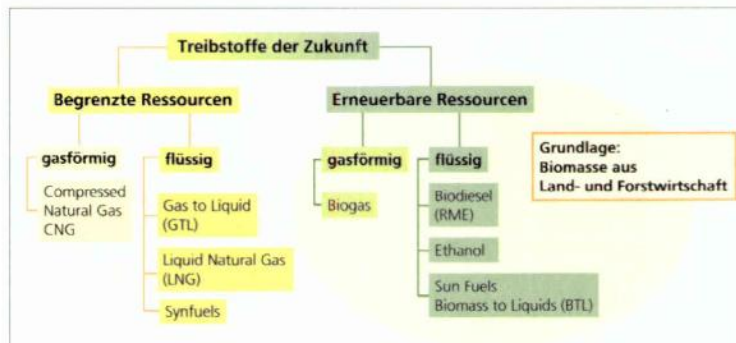 Treibstoffe der Zukunft
Begrenzte Ressourcen
gasförmig
Compressed
Natural Gas
CNG
flüssig
Gas to Liquid
(GTL)
Liquid Natural Gas
(LNG)
Synfuels
Erneuerbare Ressourcen
gasförmig
Biogas
flüssig
Biodiesel
(RME)
Ethanol
Sun Fuels
Biomass to Liquids (BTL)
Grundlage:
Biomasse aus
Land- und Forstwirtschaft